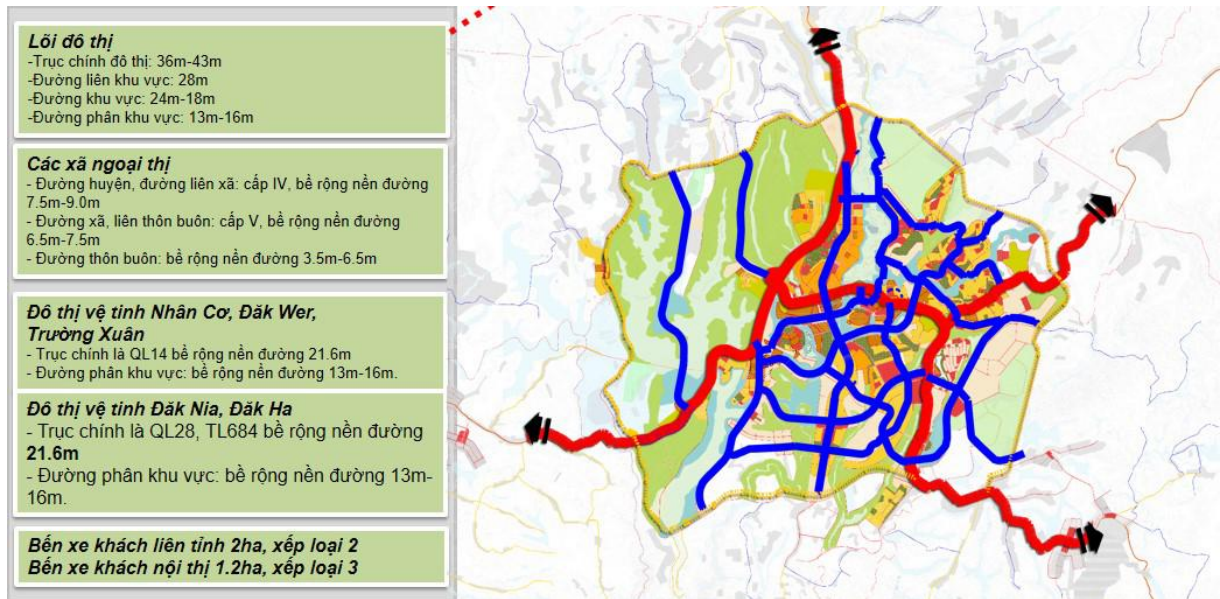 Lõi đô thị
-Trục chính đô thị: 36m-43m
-Đường liên khu vực: 28m
-Đường khu vực: 24m-18m
-Đường phân khu vực: 13m-16m
Các xã ngoại thị
- Đường huyện, đường liên xã: cấp IV, bề rộng nền đường
7.5m-9.0m
- Đường xã, liên thôn buôn: cấp V, bề rộng nền đường
6.5m-7.5m
- Đường thôn buôn: bề rộng nền đường 3.5m-6.5m
Đô thị vệ tinh Nhân Cơ, Đăk Wer,
Trường Xuân
- Trục chính là QL14 bề rộng nền đường 21.6m
- Đường phân khu vực: bề rộng nền đường 13m-16m.
Đô thị vệ tinh Đăk Nia, Đăk Ha
- Trục chính là QL28, TL684 bề rộng nền đường
21.6m
- Đường phân khu vực: bề rộng nền đường 13m-
16m.
Bến xe khách liên tỉnh 2ha, xếp loại 2
Bến xe khách nội thị 1.2ha, xếp loại 3